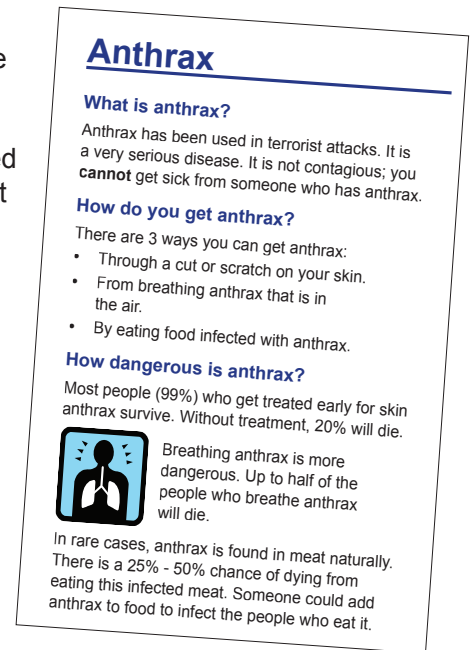 e
ed
t
Anthrax
What is anthrax?
Anthrax has been used in terrorist attacks. It is
a very serious disease. It is not contagious; you
cannot get sick from someone who has anthrax.
How do you get anthrax?
There are 3 ways you can get anthrax:
• Through a cut or scratch on your skin.
• From breathing anthrax that is in
the air.
• By eating food infected with anthrax.
How dangerous is anthrax?
Most people (99%) who get treated early for skin
anthrax survive. Without treatment, 20% will die.
Breathing anthrax is more
dangerous. Up to half of the
people who breathe anthrax
will die.
In rare cases, anthrax is found in meat naturally.
There is a 25% - 50% chance of dying from
eating this infected meat. Someone could add
anthrax to food to infect the people who eat it.